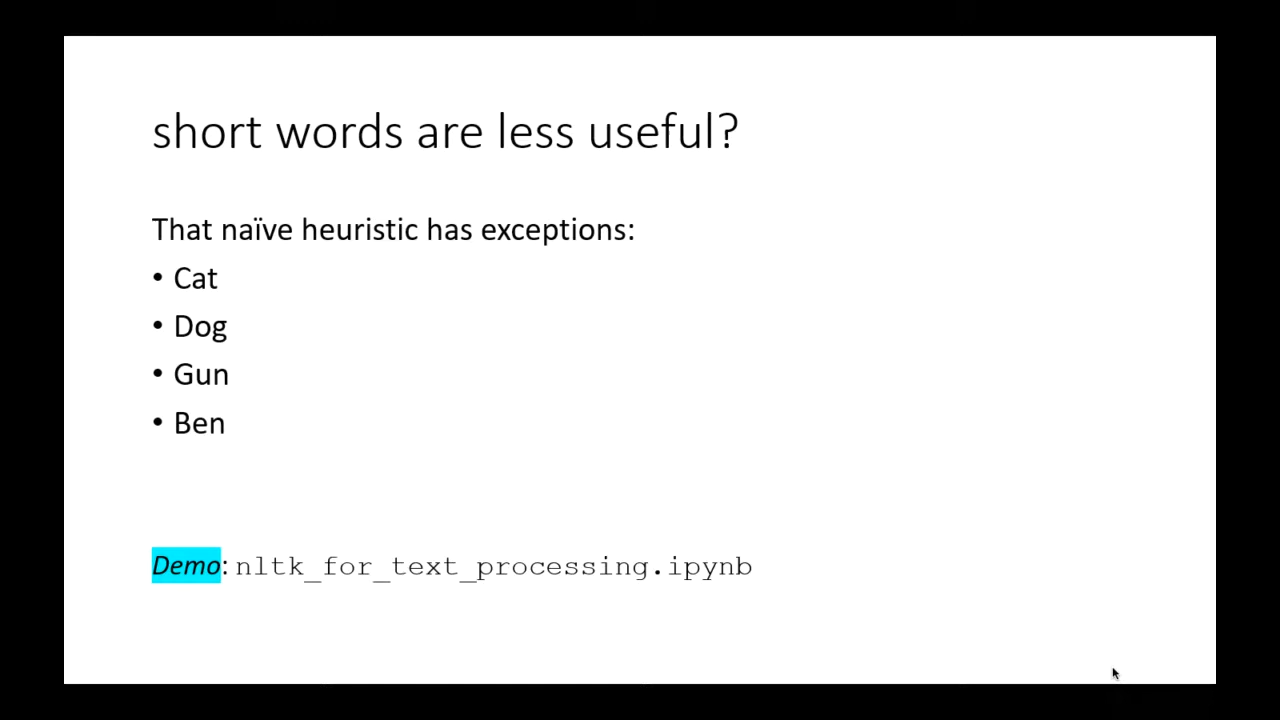 short words are less useful?
That naïve heuristic has exceptions:
• Cat
• Dog
• Gun
• Ben
Demo: nltk_for_text_processing.ipynb